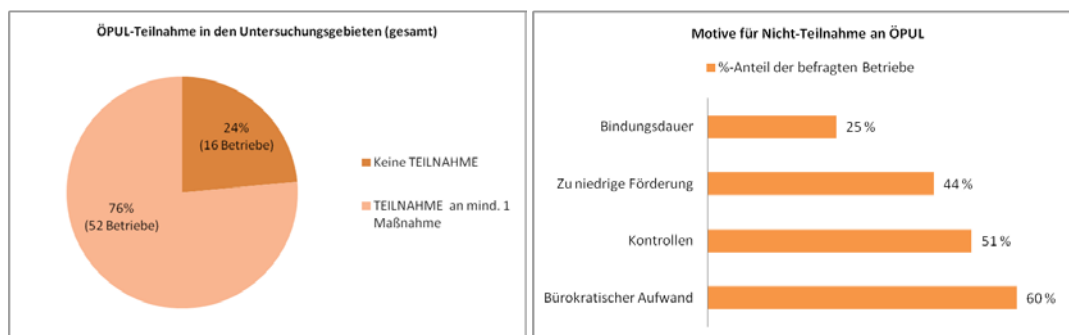 ÖPUL-Teilnahme in den Untersuchungsgebieten (gesamt)
24%
(16 Betriebe)
76%
(52 Betriebe)
Keine TEILNAHME
TEILNAHME an mind. 1
Maßnahme
Motive für Nicht-Teilnahme an ÖPUL
%-Anteil der befragten Betriebe
Bindungsdauer 25 %
Zu niedrige Förderung 44 %
Kontrollen 51 %
Bürokratischer Aufwand 60 %